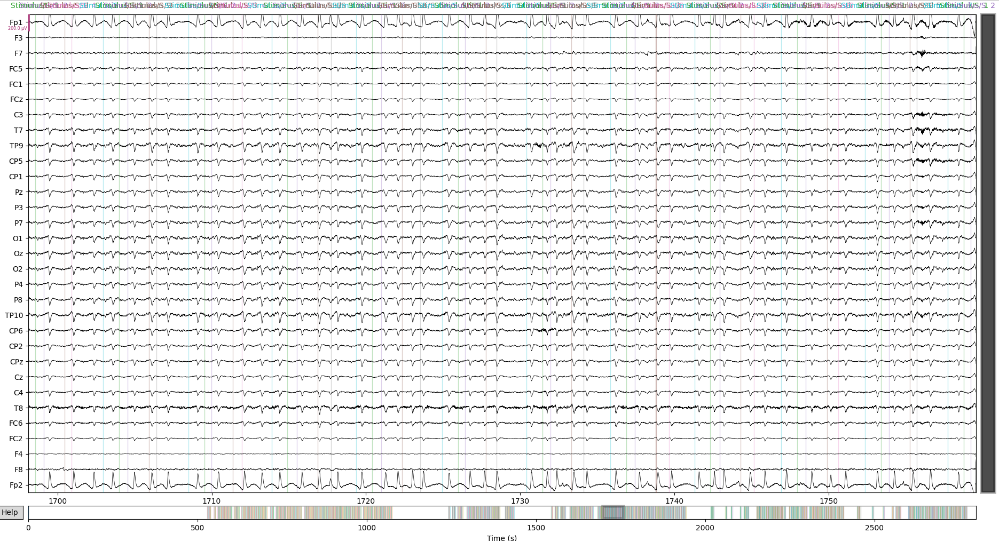 Fp1
200.0 µV
F3
F7
FC5
FC1
FCz
C3
T7
TP9
CP5
CP1
Pz
P3
P7
O1
Oz
O2
P4
P8
TP10
CP6
CP2
CPz
Cz
C4
T8
FC6
FC2
F4
F8
Fp2
1700 1710 1720 1730 1740 1750
Help
0 500 1000 1500 2000 2500
Time (s)